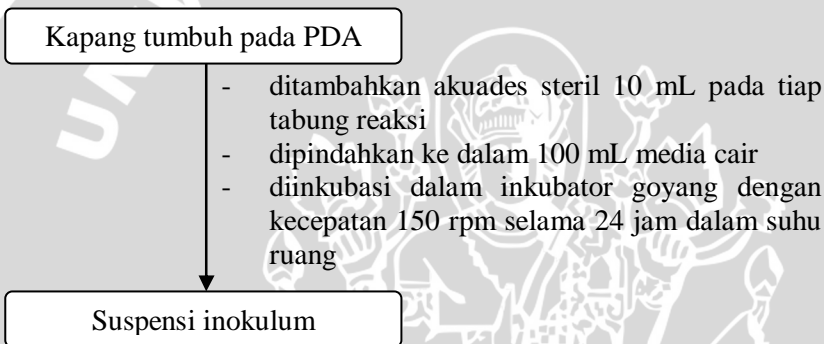 Kapang tumbuh pada PDA
- ditambahkan akuades steril 10 mL pada tiap
tabung reaksi
- dipindahkan ke dalam 100 mL media cair
- diinkubasi dalam inkubator goyang dengan
kecepatan 150 rpm selama 24 jam dalam suhu
ruang
Suspensi inokulum